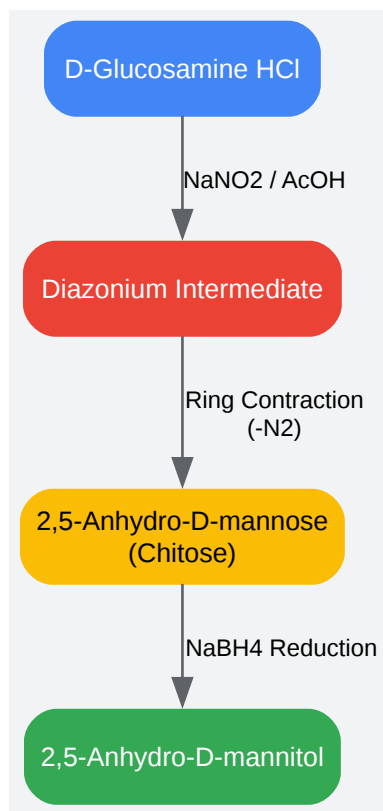 D-Glucosamine HCl
NaNO2 / AcOH
Diazonium Intermediate
Ring Contraction
(-N2)
2,5-Anhydro-D-mannose
(Chitose)
NaBH4 Reduction
2,5-Anhydro-D-mannitol